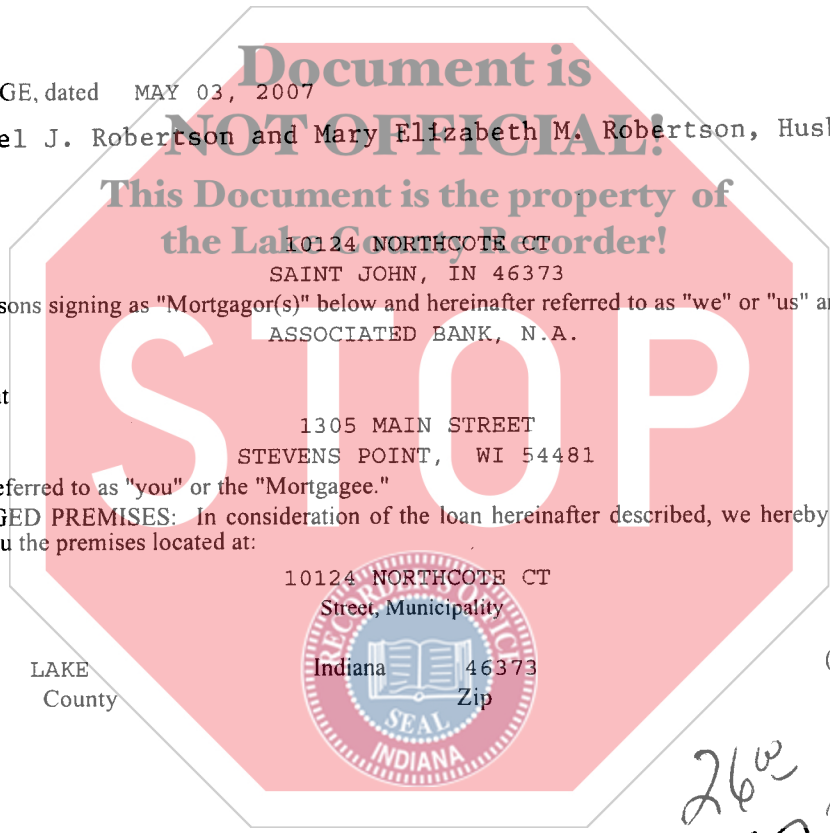 Document is
GE, dated MAY 03, 2007
el J. Robertson and Mary Elizabeth M. Robertson, Hus
NOT OFFICIAL!
This Document is the property of
the Lake County Recorder!
10124 NORTHCOTE CT
SAINT JOHN, IN 46373
sons signing as "Mortgagor(s)" below and hereinafter referred to as "we" or "us" a
ASSOCIATED BANK, N.A.
STOP
t
1305 MAIN STREET
STEVENS POINT, WI 54481
eferred to as "you" or the "Mortgagee."
GED PREMISES: In consideration of the loan hereinafter described, we hereby
u the premises located at:
10124 NORTHCOTE CT
Street, Municipality
RECORDER'S OFFICE
LAKE Indiana 46373
County Zip
SEAL
INDIANA